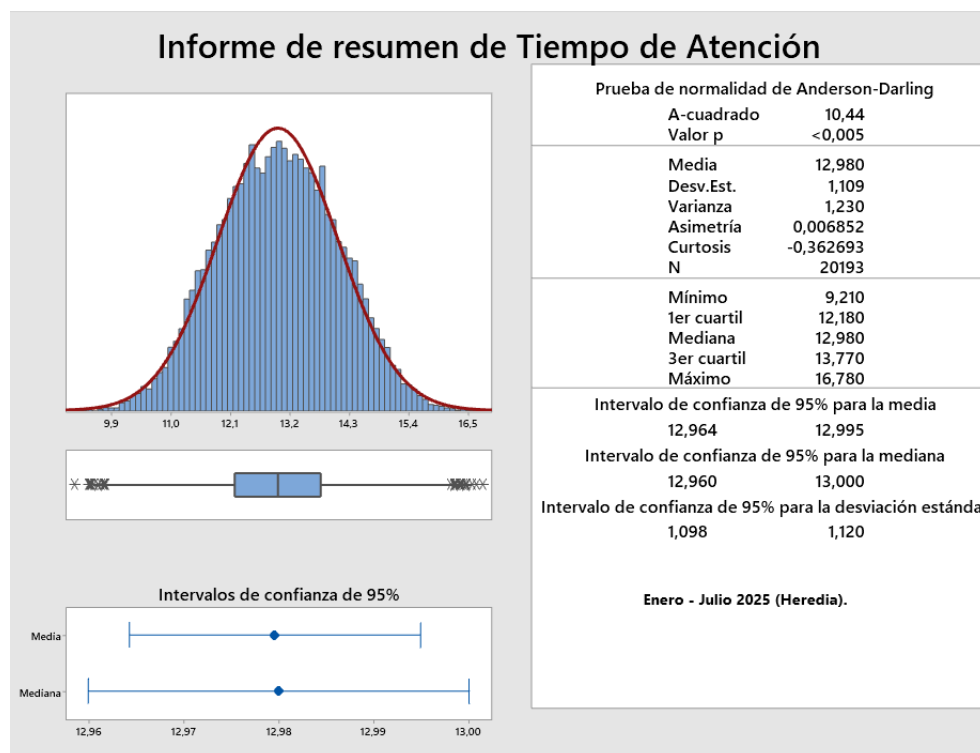 Informe de resumen de Tiempo de Atención
9,9 11,0 12,1 13,2 14,3 15,4 16,5
Intervalos de confianza de 95%
Media
Mediana
12,96 12,97 12,98 12,99 13,00
Prueba de normalidad de Anderson-Darling
A-cuadrado 10,44
Valor p <0,005
Media 12,980
Desv.Est. 1,109
Varianza 1,230
Asimetría 0,006852
Curtosis -0,362693
N 20193
Mínimo 9,210
1er cuartil 12,180
Mediana 12,980
3er cuartil 13,770
Máximo 16,780
Intervalo de confianza de 95% para la media
12,964 12,995
Intervalo de confianza de 95% para la mediana
12,960 13,000
Intervalo de confianza de 95% para la desviación estánda
1,098 1,120
Enero - Julio 2025 (Heredia).